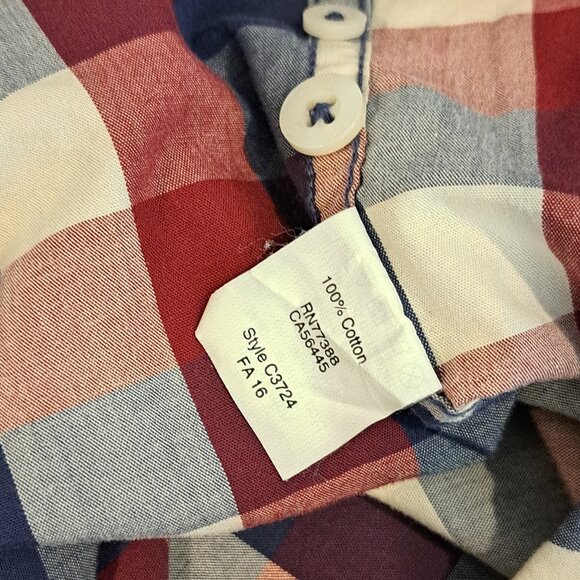 100% Cotton
RN77388
CA56445
Style C3724
FA 16